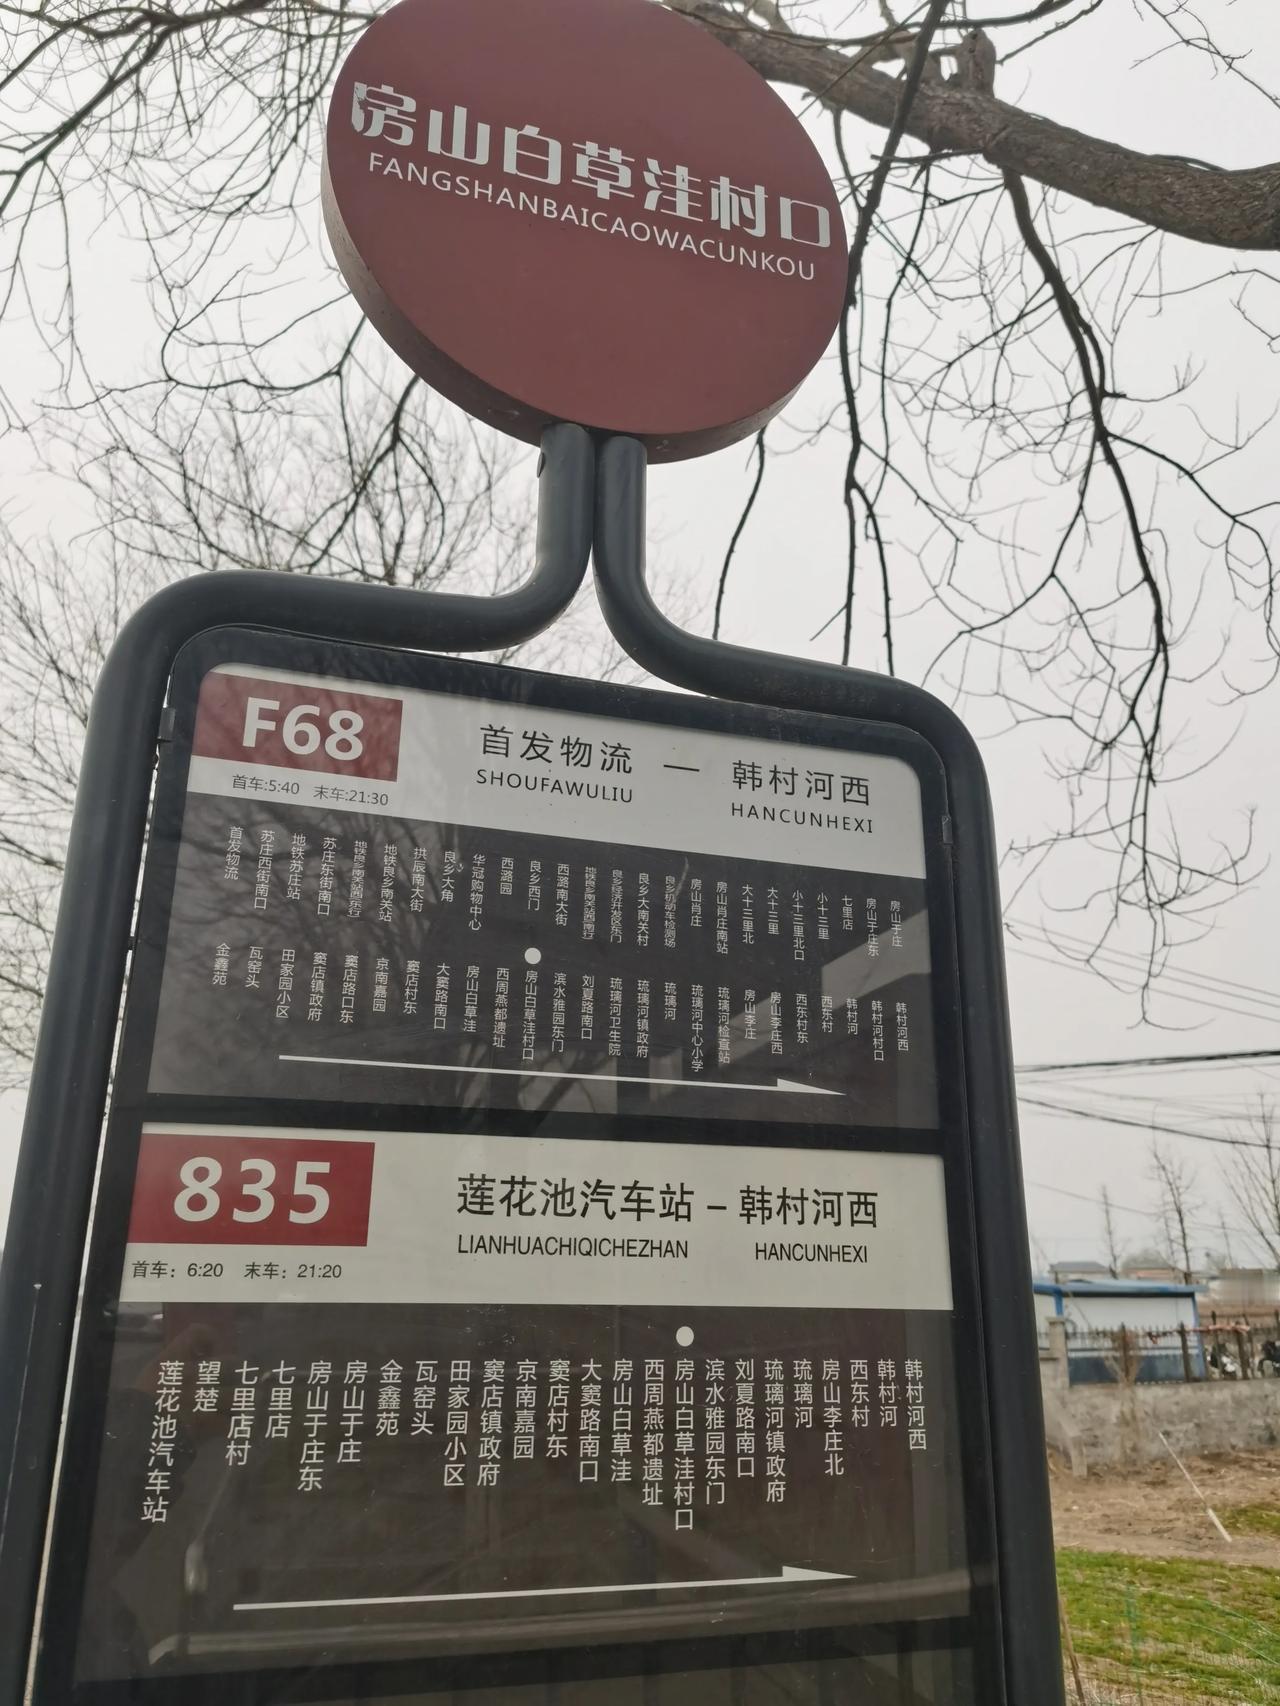 房山白草洼村口
FANGSHANBAICAOWACUNKOU
F68
首发物流 — 韩村河西
SHOUFAWULIU HANCUNHEXI
首车:5:40 末车:21:30
首发物流
苏庄西街南口
地铁苏庄站
苏庄东街南口
地铁良乡南关站
拱辰南大街
良乡大角
华冠购物中心
西潞园
良乡西门
西潞南大街
良乡经济开发区东门
良乡大南关村
良乡机动车检测场
房山肖庄
房山肖庄南站
大十三里北
大十三里
小十三里北口
小十三里
七里店
房山于庄东
房山于庄
金鑫苑
瓦窑头
田家园小区
窦店镇政府
窦店路口东
京南嘉园
窦店村东
大窦路南口
房山白草洼
西周燕都遗址
房山白草洼村口
滨水雅园东门
刘夏路南口
琉璃河卫生院
琉璃河镇政府
琉璃河
琉璃河中心小学
琉璃河检查站
房山李庄
房山李庄西
西东村东
西东村
韩村河
韩村河村口
韩村河西
835
莲花池汽车站 – 韩村河西
LIANHUACHIQICHEZHAN HANCUNHEXI
首车：6:20 末车：21:20
莲花池汽车站
望楚
七里店村
七里店
房山于庄东
房山于庄
金鑫苑
瓦窑头
田家园小区
窦店镇政府
京南嘉园
窦店村东
大窦路南口
房山白草洼
西周燕都遗址
房山白草洼村口
滨水雅园东门
刘夏路南口
琉璃河镇政府
琉璃河
房山李庄北
西东村
韩村河
韩村河西